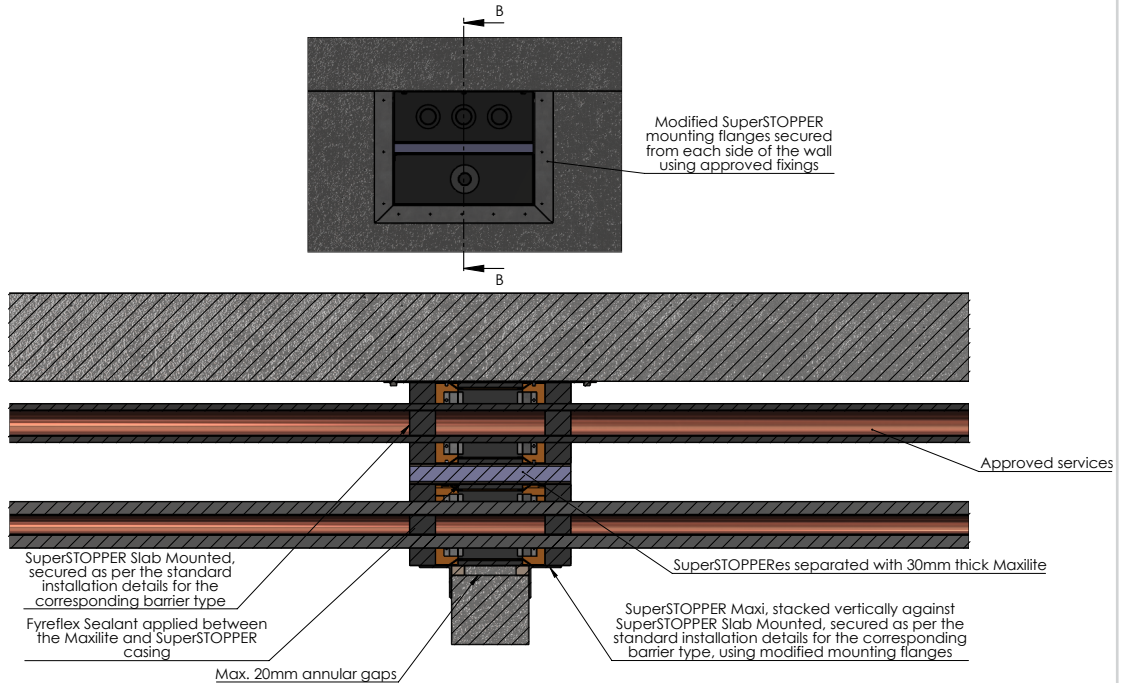 B
Modified SuperSTOPPER
mounting flanges secured
from each side of the wall
using approved fixings
B
Approved services
SuperSTOPPER Slab Mounted,
secured as per the standard
installation details for the
corresponding barrier type
SuperSTOPPERes separated with 30mm thick Maxilite
Fyreflex Sealant applied between
the Maxilite and SuperSTOPPER
casing
SuperSTOPPER Maxi, stacked vertically against
SuperSTOPPER Slab Mounted, secured as per the
standard installation details for the corresponding
barrier type, using modified mounting flanges
Max. 20mm annular gaps